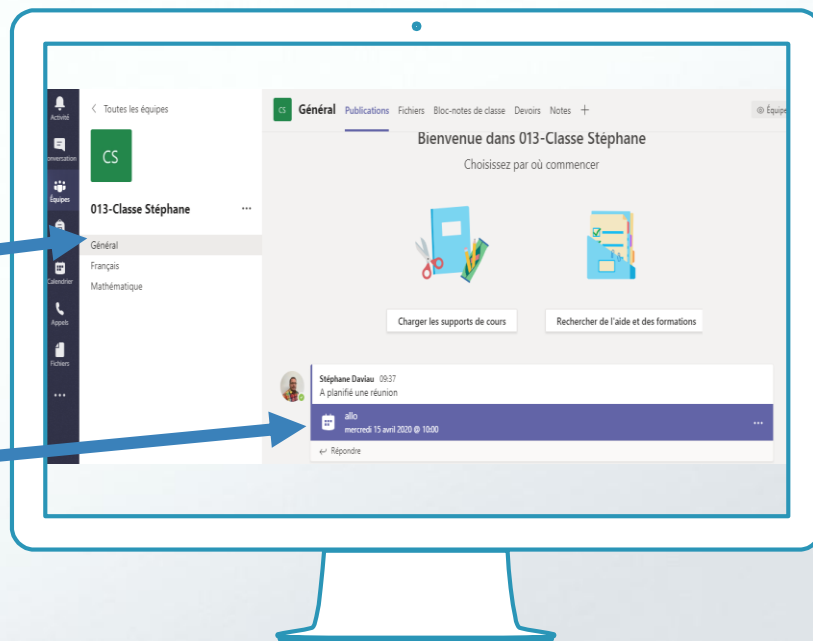 Activité
onversation
Équipes
Calendrier
Appels
Fichiers
Toutes les équipes
CS
013-Classe Stéphane
Général
Français
Mathématique
CS
Général
Publications
Fichiers
Bloc-notes de classe
Devoirs
Notes
Équipe
Bienvenue dans 013-Classe Stéphane
Choisissez par où commencer
Charger les supports de cours
Rechercher de l'aide et des formations
Stéphane Daviau 09:37
A planifié une réunion
allo
mercredi 15 avril 2020 @ 10:00
Répondre